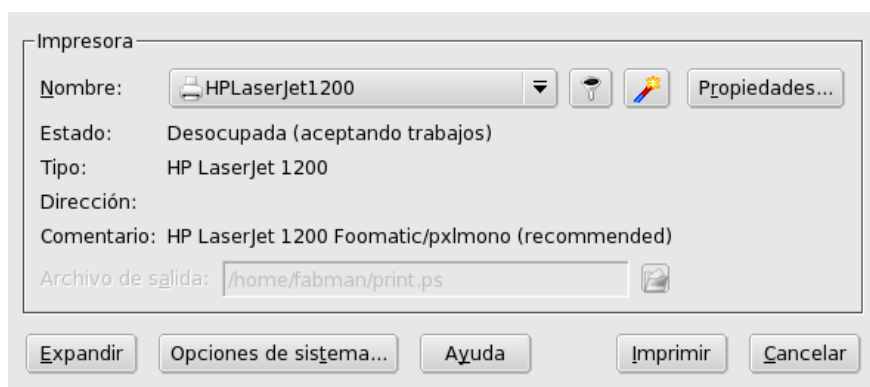 Impresora
Nombre: HPLaserJet1200 Propiedades...
Estado: Desocupada (aceptando trabajos)
Tipo: HP LaserJet 1200
Dirección:
Comentario: HP LaserJet 1200 Foomatic/pxlmono (recommended)
Archivo de salida: /home/fabman/print.ps
Expandir Opciones de sistema... Ayuda Imprimir Cancelar